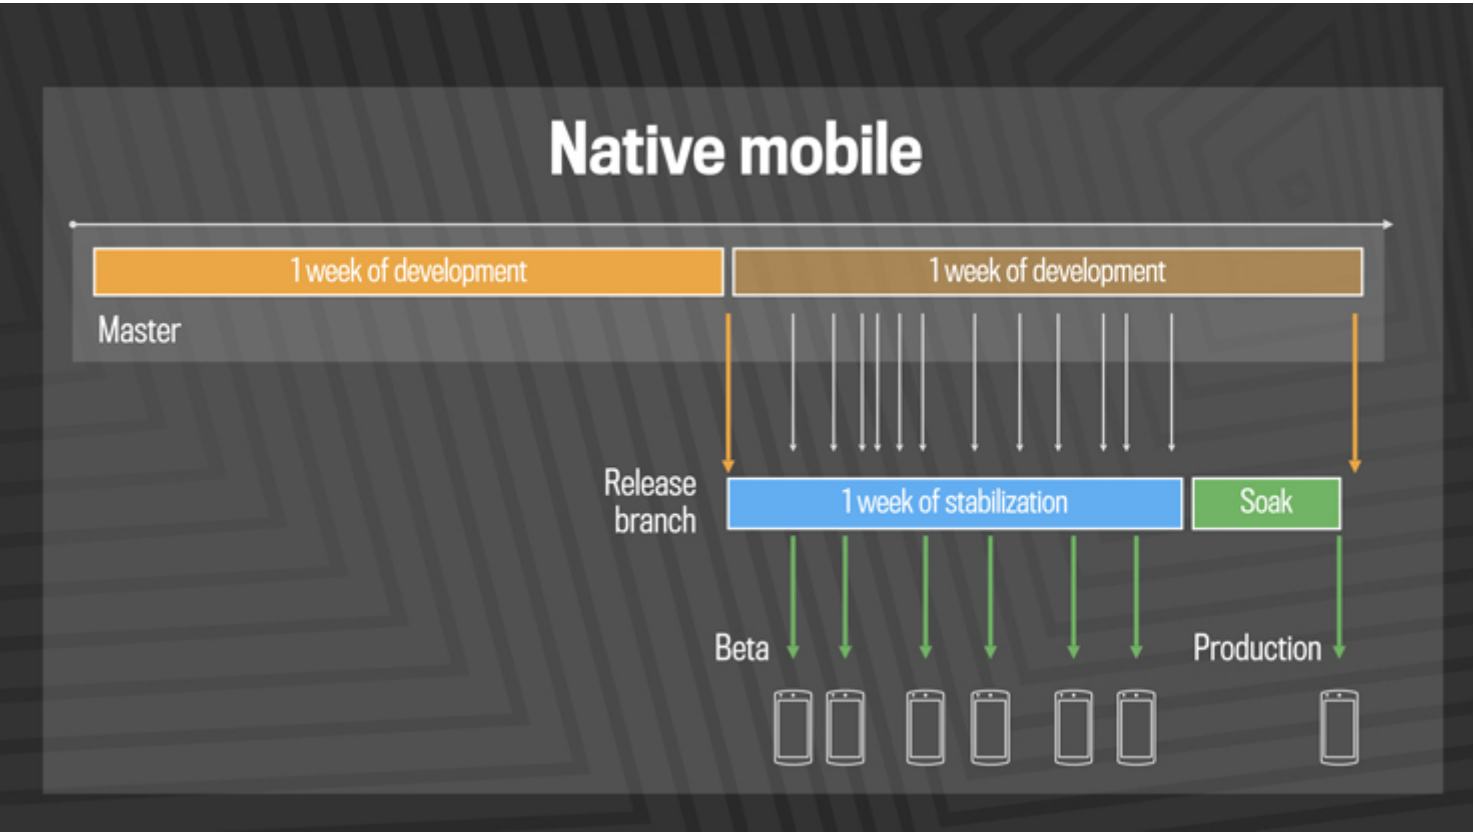 Native mobile
1 week of development
1 week of development
Master
Release
branch
1 week of stabilization
Soak
Beta
Production